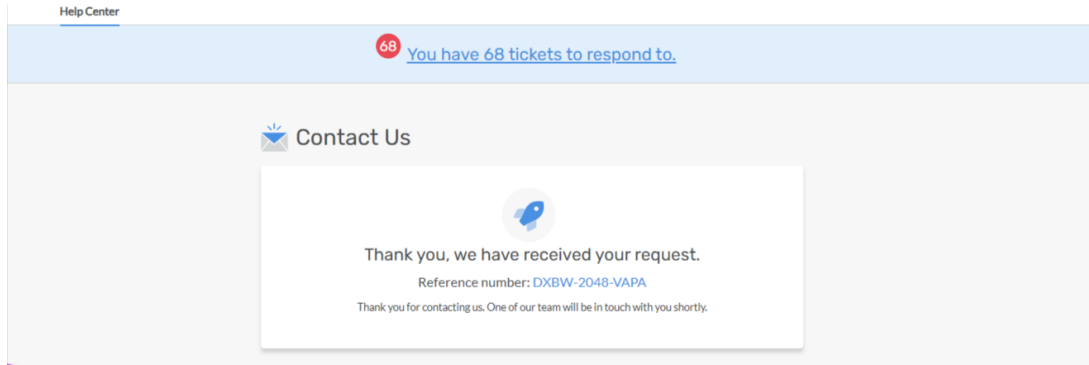 Help Center
68
You have 68 tickets to respond to.
Contact Us
Thank you, we have received your request.
Reference number: DXBW-2048-VAPA
Thank you for contacting us. One of our team will be in touch with you shortly.